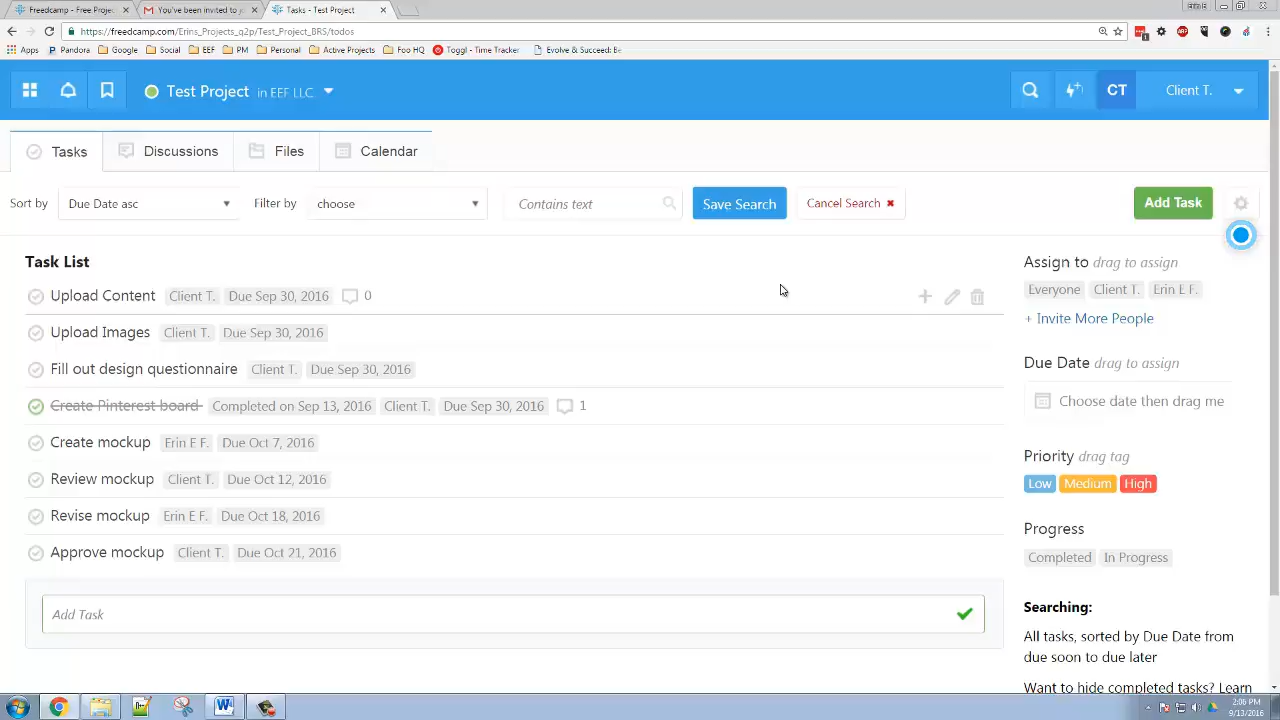 Freedcamp - Free Projec
You've been invited to j
Tasks - Test Project
https://freedcamp.com/Erins_Projects_q2p/Test_Project_BRS/todos
Apps Pandora Google Social EEF PM Personal Active Projects Foo HQ Toggl - Time Tracker Evolve & Succeed: Be
Test Project in EEF LLC
CT Client T.
Tasks Discussions Files Calendar
Sort by Due Date asc Filter by choose Contains text Save Search Cancel Search ✖ Add Task
Task List
Upload Content Client T. Due Sep 30, 2016 0
Upload Images Client T. Due Sep 30, 2016
Fill out design questionnaire Client T. Due Sep 30, 2016
Create Pinterest board Completed on Sep 13, 2016 Client T. Due Sep 30, 2016 1
Create mockup Erin E F. Due Oct 7, 2016
Review mockup Client T. Due Oct 12, 2016
Revise mockup Erin E F. Due Oct 18, 2016
Approve mockup Client T. Due Oct 21, 2016
Add Task
Assign to drag to assign
Everyone Client T. Erin E F.
+ Invite More People
Due Date drag to assign
Choose date then drag me
Priority drag tag
Low Medium High
Progress
Completed In Progress
Searching:
All tasks, sorted by Due Date from
due soon to due later
Want to hide completed tasks? Learn
2:06 PM
9/13/2016